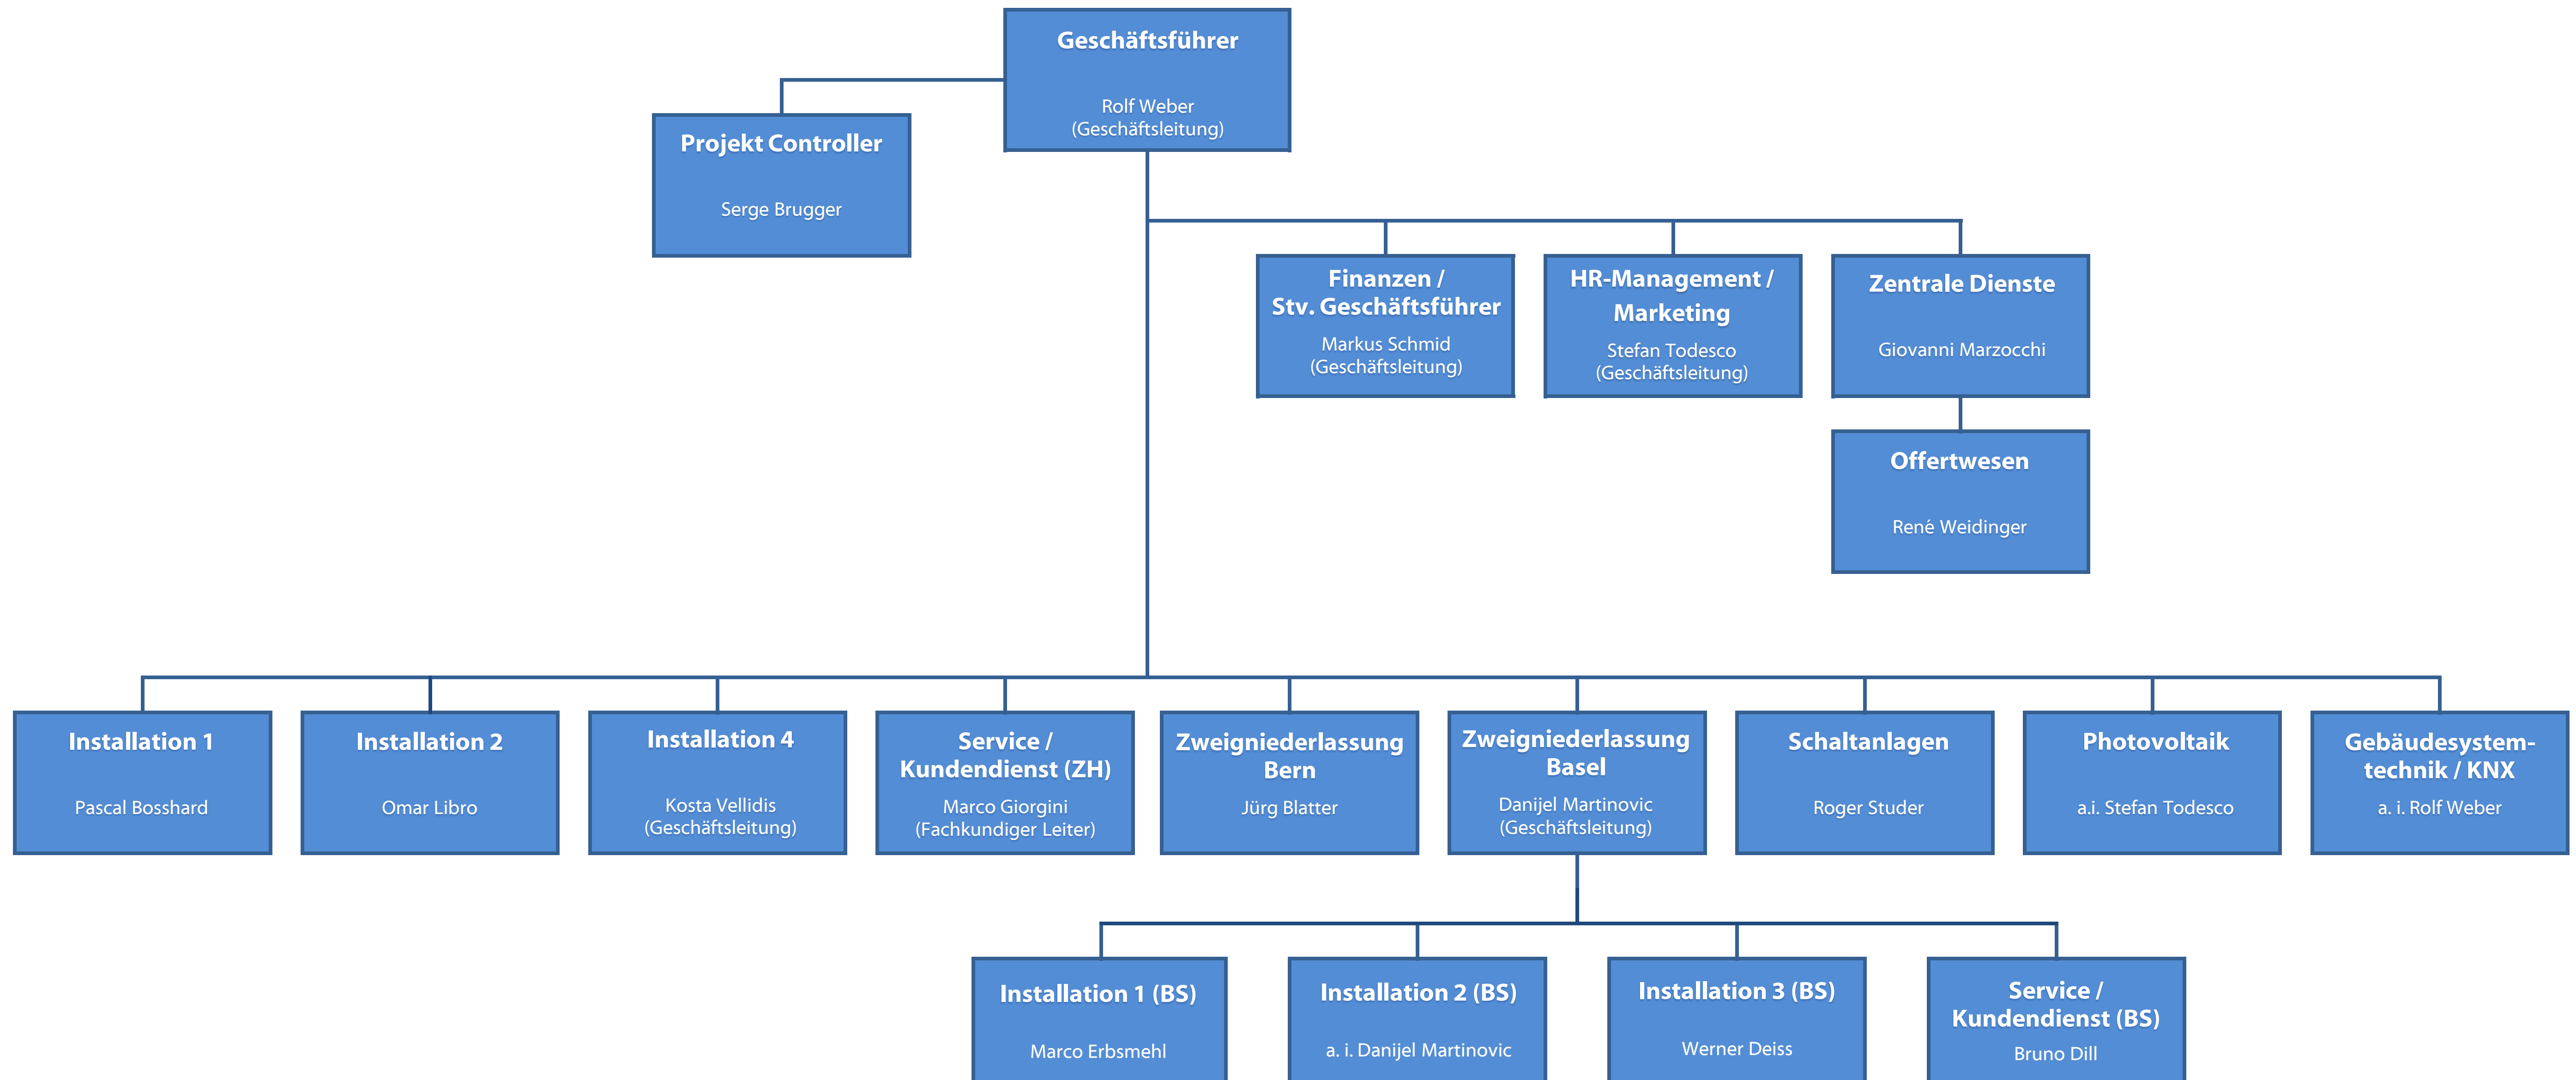 Geschäftsführer
Rolf Weber
(Geschäftsleitung)
Projekt Controller
Serge Brugger
Finanzen /
Stv. Geschäftsführer
Markus Schmid
(Geschäftsleitung)
HR-Management /
Marketing
Stefan Todesco
(Geschäftsleitung)
Zentrale Dienste
Giovanni Marzocchi
Offertwesen
René Weidinger
Installation 1
Pascal Bosshard
Installation 2
Omar Libro
Installation 4
Kosta Vellidis
(Geschäftsleitung)
Service /
Kundendienst (ZH)
Marco Giorgini
(Fachkundiger Leiter)
Zweigniederlassung
Bern
Jürg Blatter
Zweigniederlassung
Basel
Danijel Martinovic
(Geschäftsleitung)
Schaltanlagen
Roger Studer
Photovoltaik
a.i. Stefan Todesco
Gebäudesystem-
technik / KNX
a. i. Rolf Weber
Installation 1 (BS)
Marco Erbsmehl
Installation 2 (BS)
a. i. Danijel Martinovic
Installation 3 (BS)
Werner Deiss
Service /
Kundendienst (BS)
Bruno Dill